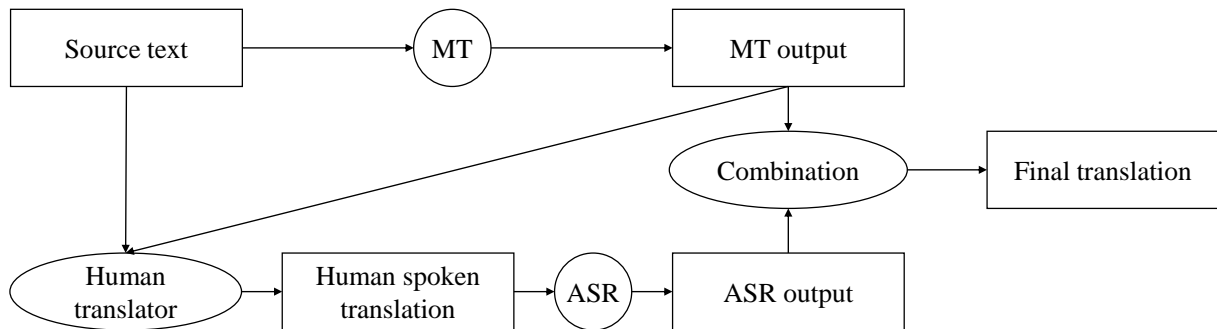 Source text
MT
MT output
Combination
Final translation
Human
translator
Human spoken
translation
ASR
ASR output